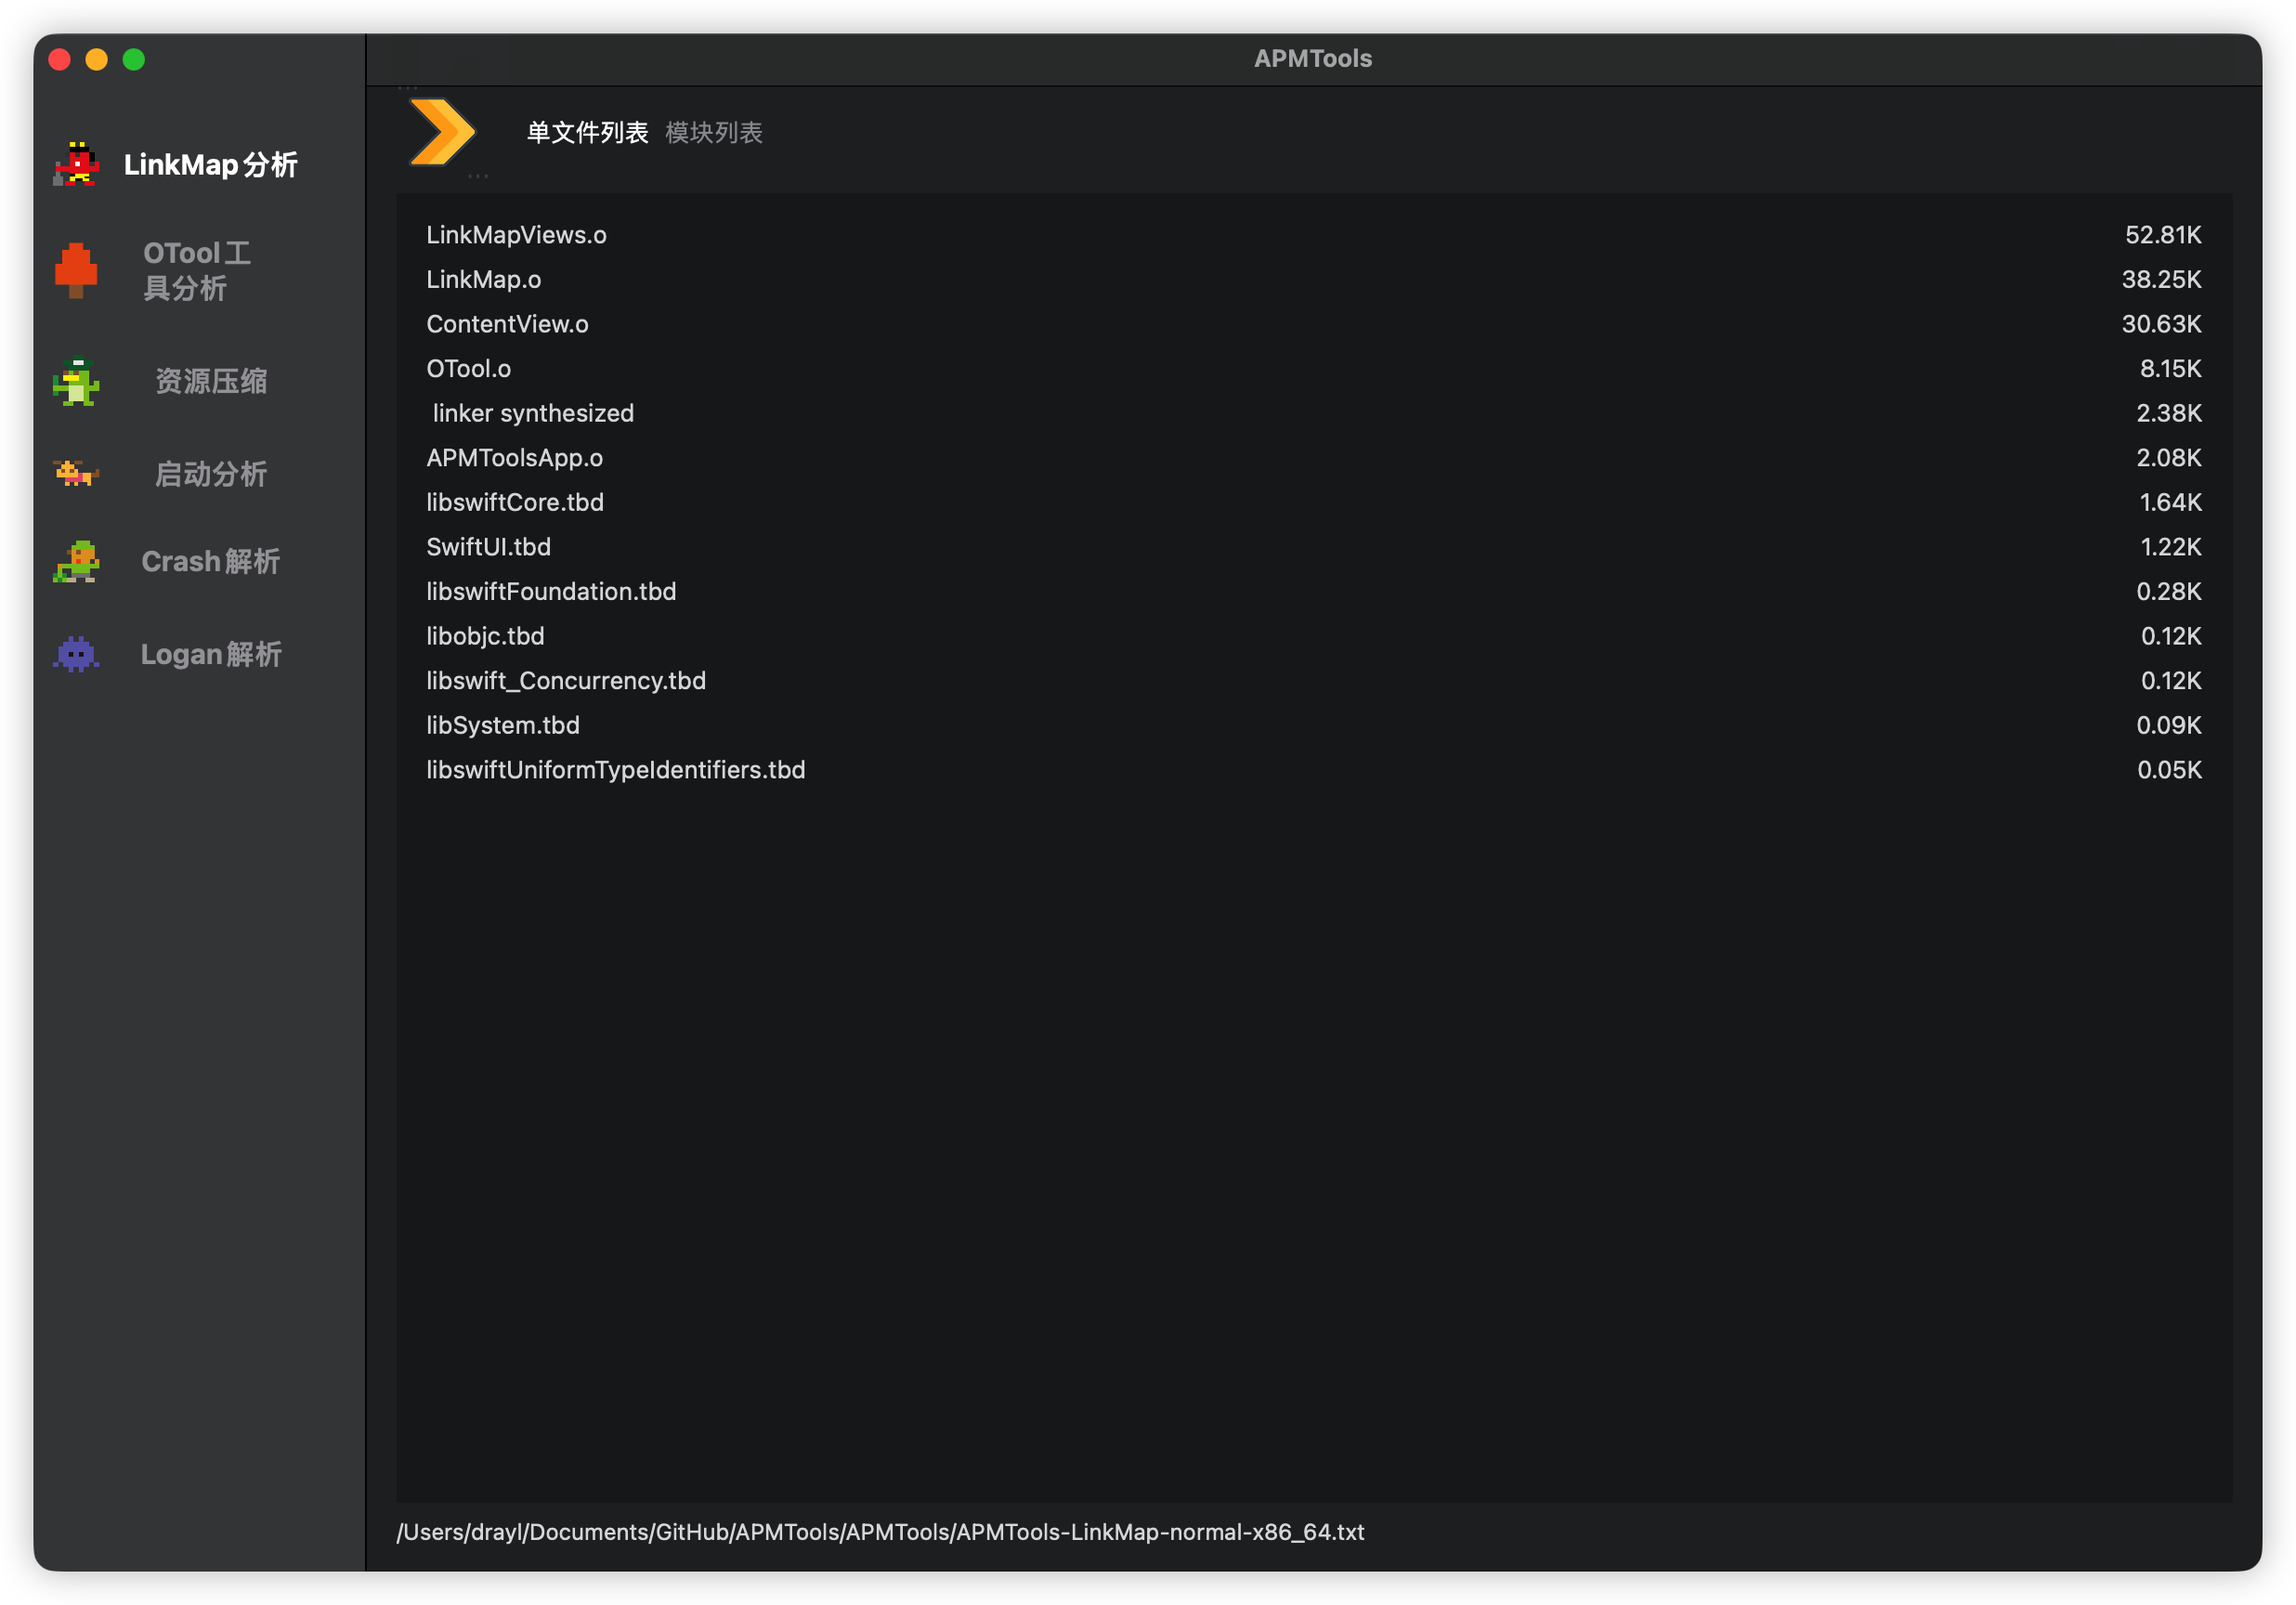 APMTools
LinkMap分析
OTool工
具分析
资源压缩
启动分析
Crash解析
Logan解析
...
单文件列表 模块列表
...
LinkMapViews.o 52.81K
LinkMap.o 38.25K
ContentView.o 30.63K
OTool.o 8.15K
linker synthesized 2.38K
APMToolsApp.o 2.08K
libswiftCore.tbd 1.64K
SwiftUI.tbd 1.22K
libswiftFoundation.tbd 0.28K
libobjc.tbd 0.12K
libswift_Concurrency.tbd 0.12K
libSystem.tbd 0.09K
libswiftUniformTypeIdentifiers.tbd 0.05K
/Users/drayl/Documents/GitHub/APMTools/APMTools/APMTools-LinkMap-normal-x86_64.txt